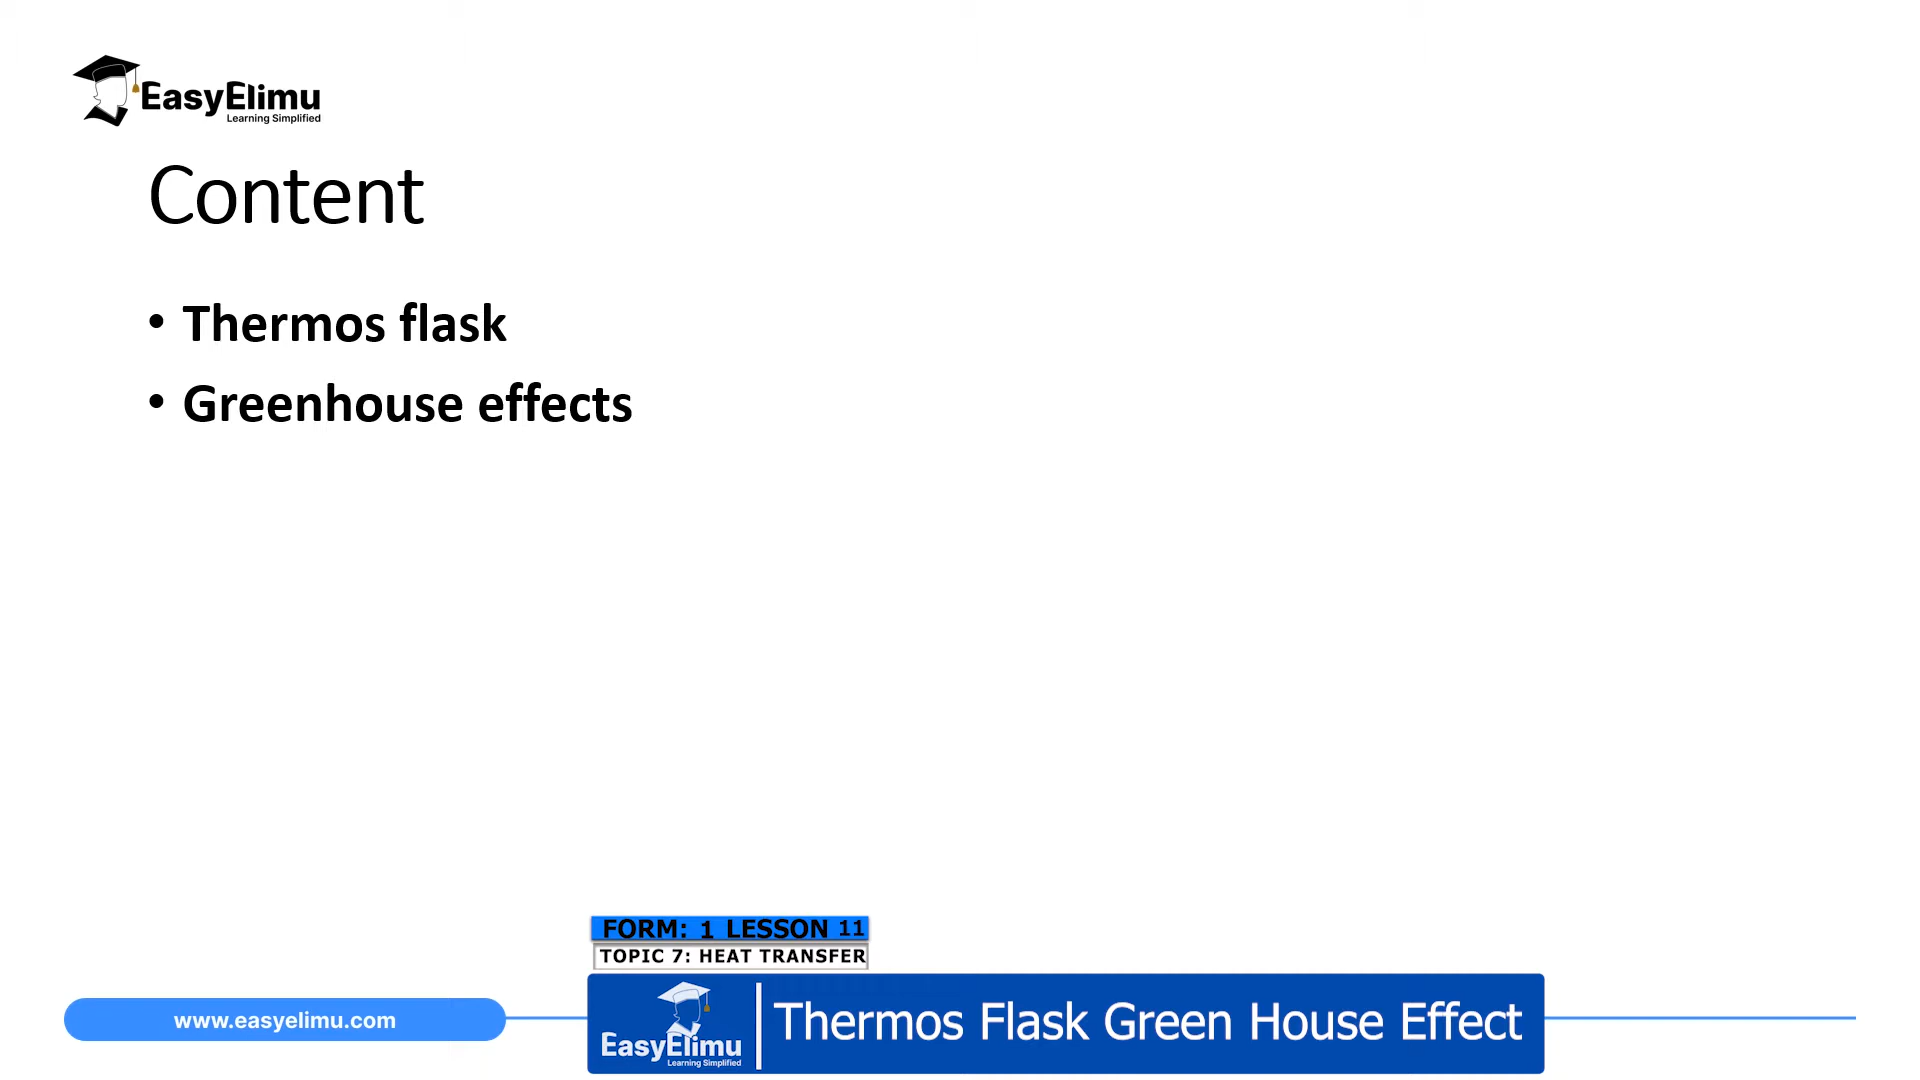 EasyElimu
Learning Simplified
Content
• Thermos flask
• Greenhouse effects
FORM: 1 LESSON 11
TOPIC 7: HEAT TRANSFER
www.easyelimu.com
EasyElimu
Learning Simplified
Thermos Flask Green House Effect